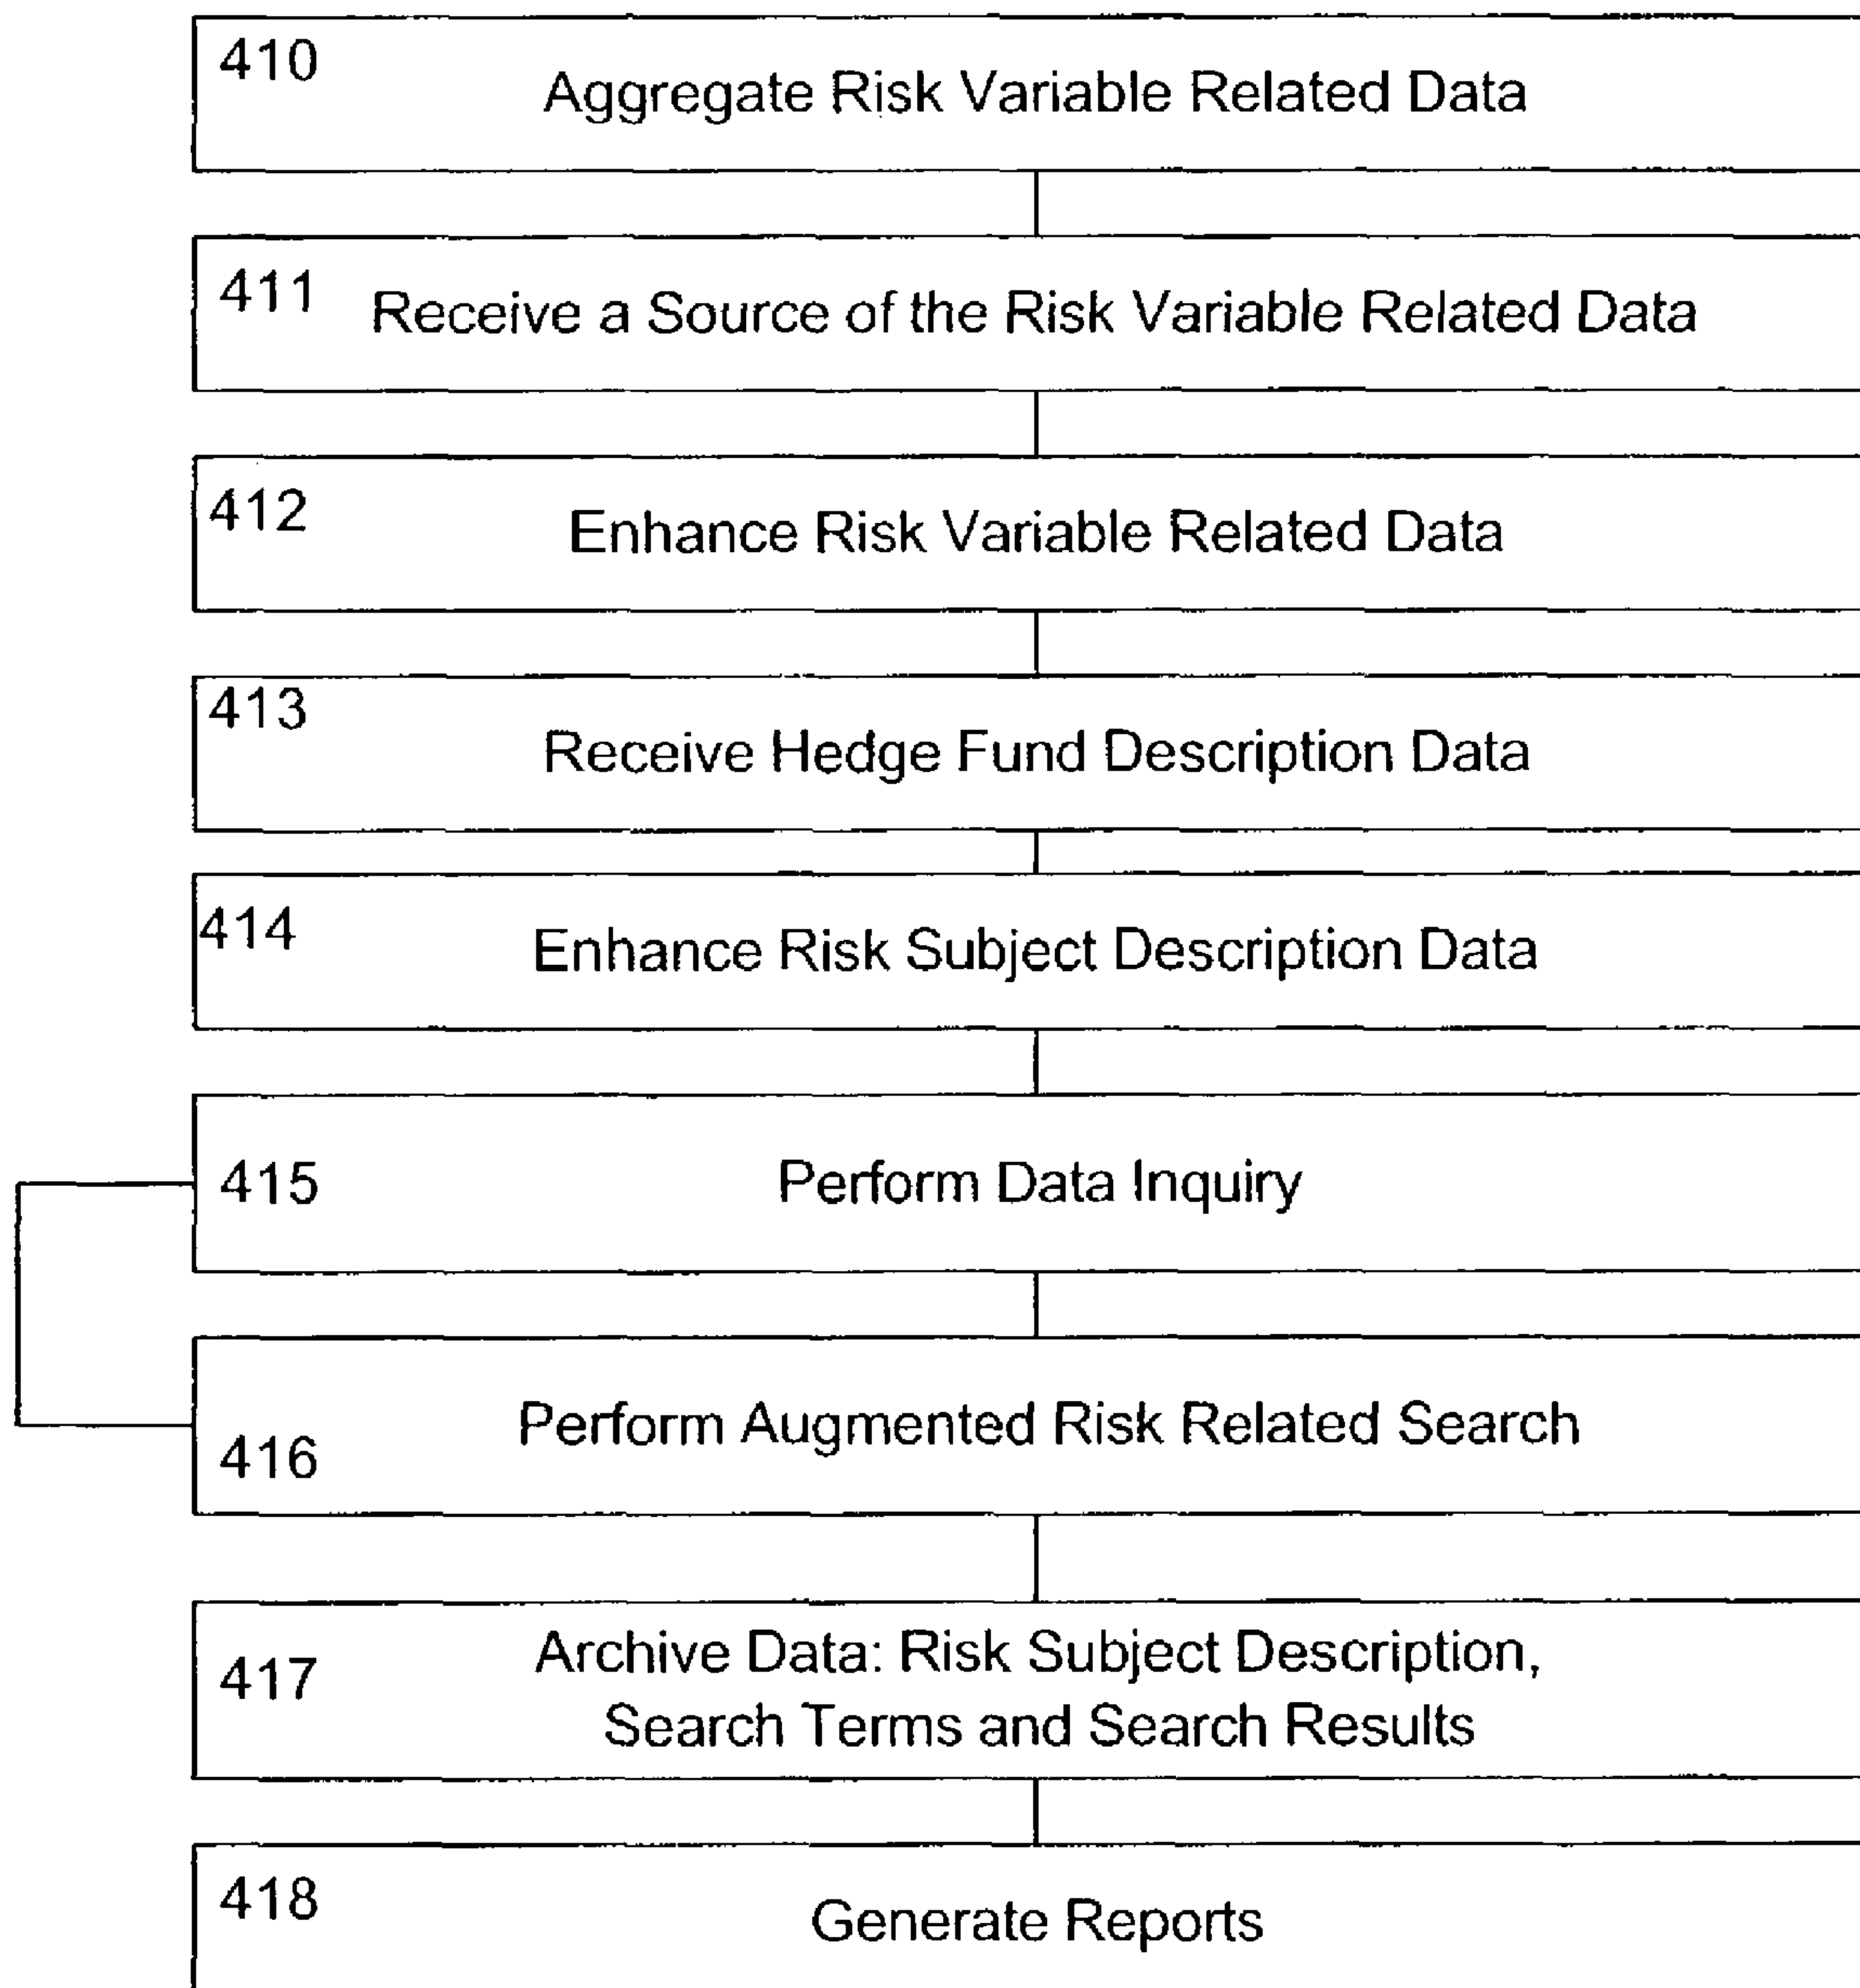 410
Aggregate Risk Variable Related Data
411
Receive a Source of the Risk Variable Related Data
412
Enhance Risk Variable Related Data
413
Receive Hedge Fund Description Data
414
Enhance Risk Subject Description Data
415
Perform Data Inquiry
Perform Augmented Risk Related Search
416
Archive Data: Risk Subject Description,
417
Search Terms and Search Results
418
Generate Reports